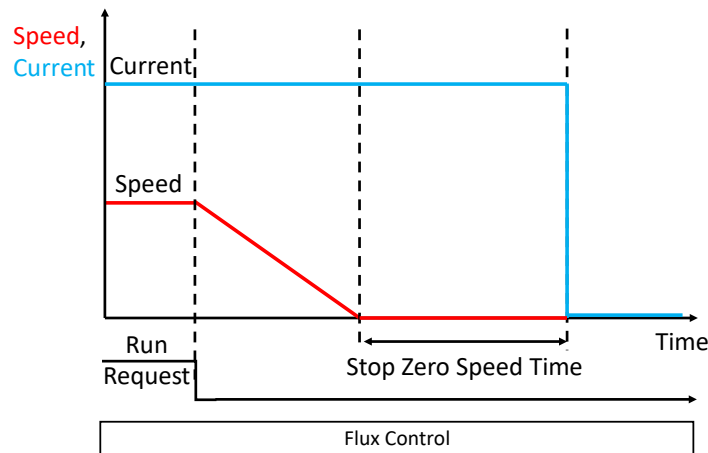 Speed,
Current
Current
Speed
Time
Run
Request
Stop Zero Speed Time
Flux Control